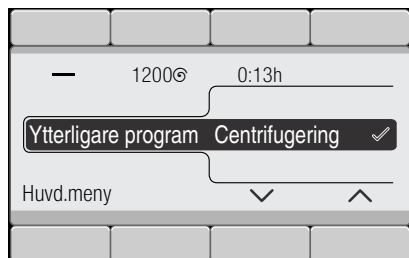 — 1200 0:13h
Ytterligare program Centrifugering ✓
Huvd.meny